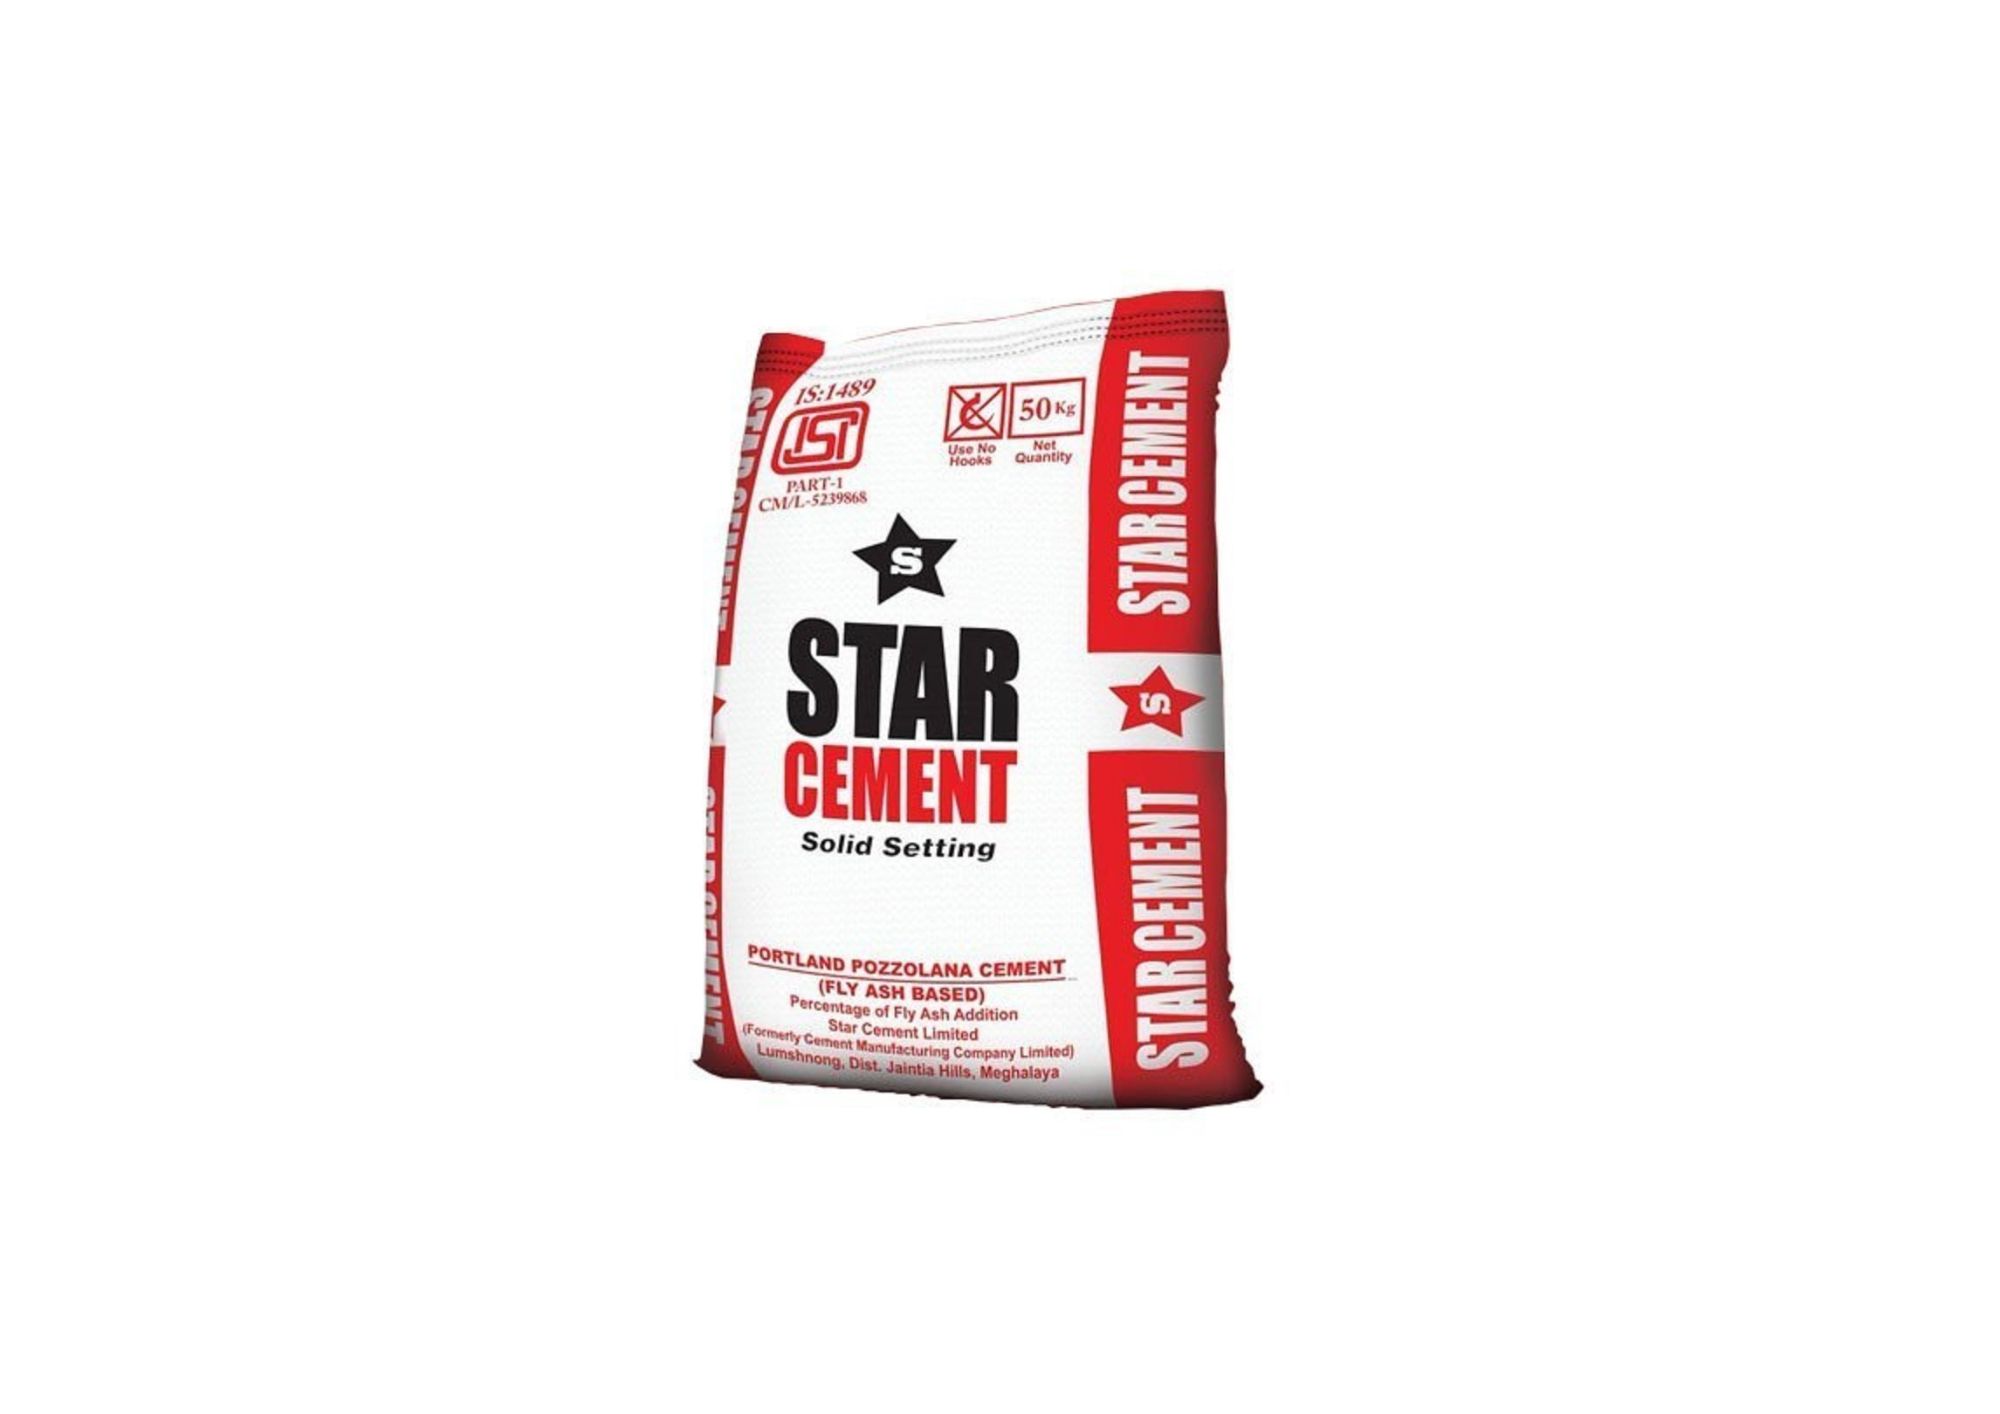 IS:1489
ISI
PART-1
CM/L-5239868
Use No
Hooks
50 Kg
Net
Quantity
S
STAR
CEMENT
Solid Setting
PORTLAND POZZOLANA CEMENT
(FLY ASH BASED)
Percentage of Fly Ash Addition
Star Cement Limited
(Formerly Cement Manufacturing Company Limited)
Lumshnong, Dist. Jaintia Hills, Meghalaya
STAR CEMENT
S
STAR CEMENT
STAR CEMENT
STAR CEMENT